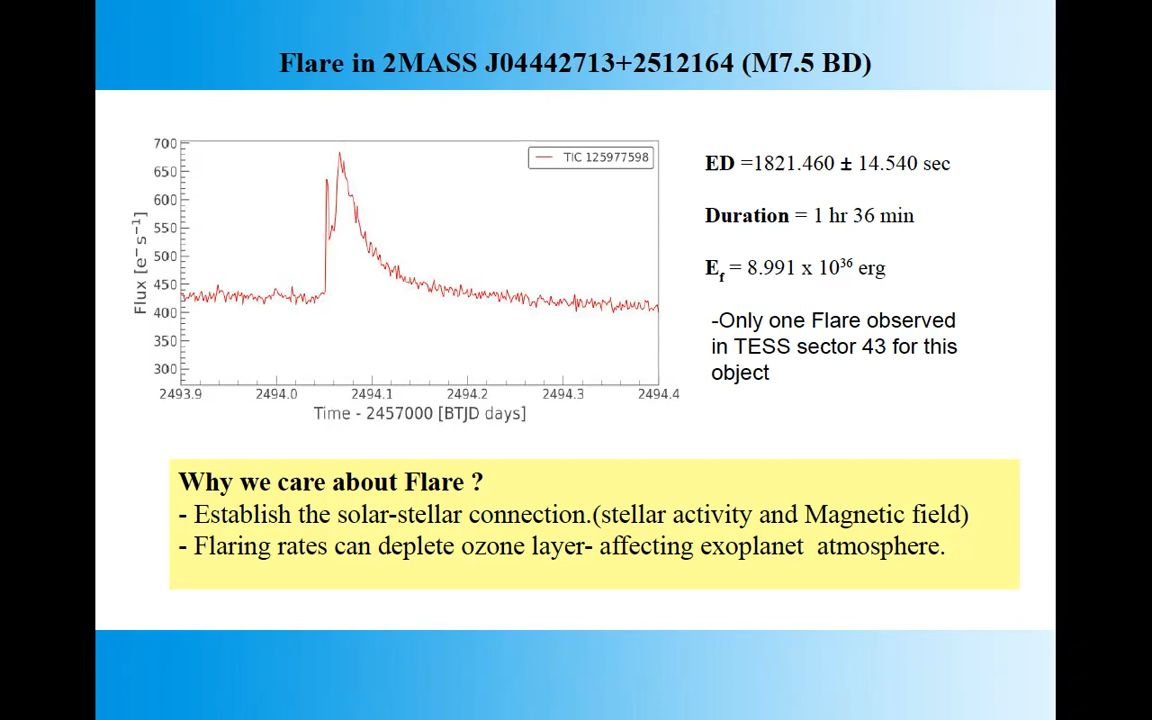 Flare in 2MASS J04442713+2512164 (M7.5 BD)
700
650
600
550
500
450
400
350
300
Flux [e⁻s⁻¹]
TIC 125977598
2493.9 2494.0 2494.1 2494.2 2494.3 2494.4
Time - 2457000 [BTJD days]
ED =1821.460 ± 14.540 sec
Duration = 1 hr 36 min
Ef = 8.991 x 10³⁶ erg
-Only one Flare observed
in TESS sector 43 for this
object
Why we care about Flare ?
- Establish the solar-stellar connection.(stellar activity and Magnetic field)
- Flaring rates can deplete ozone layer- affecting exoplanet atmosphere.